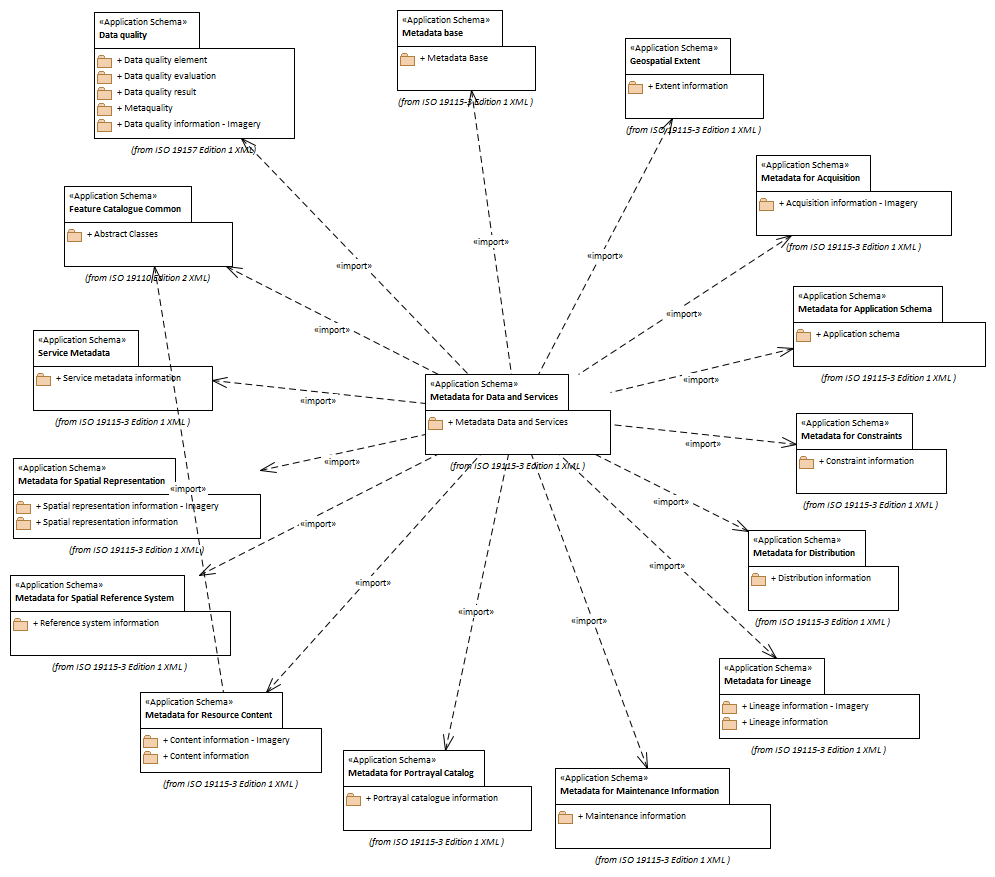 «Application Schema»
Data quality
+ Data quality element
+ Data quality evaluation
+ Data quality result
+ Metaquality
+ Data quality information - Imagery
(from ISO 19157 Edition 1 XML)
«Application Schema»
Metadata base
+ Metadata Base
(from ISO 19115-3 Edition 1 XML )
«Application Schema»
Geospatial Extent
+ Extent information
(from ISO 19115-3 Edition 1 XML )
«Application Schema»
Metadata for Acquisition
+ Acquisition information - Imagery
(from ISO 19115-3 Edition 1 XML )
«Application Schema»
Feature Catalogue Common
+ Abstract Classes
(from ISO 19110 Edition 2 XML)
«import»
«import»
«import»
«import»
«import»
«Application Schema»
Metadata for Application Schema
+ Application schema
(from ISO 19115-3 Edition 1 XML )
«Application Schema»
Service Metadata
+ Service metadata information
(from ISO 19115-3 Edition 1 XML )
«import»
«import»
«Application Schema»
Metadata for Data and Services
+ Metadata Data and Services
(from ISO 19115-3 Edition 1 XML )
«import»
«Application Schema»
Metadata for Constraints
+ Constraint information
(from ISO 19115-3 Edition 1 XML )
«import»
«Application Schema»
Metadata for Spatial Representation
«import»
+ Spatial representation information - Imagery
+ Spatial representation information
(from ISO 19115-3 Edition 1 XML )
«import»
«import»
«Application Schema»
Metadata for Distribution
+ Distribution information
(from ISO 19115-3 Edition 1 XML )
«Application Schema»
Metadata for Spatial Reference System
+ Reference system information
(from ISO 19115-3 Edition 1 XML )
«import»
«import»
«import»
«import»
«Application Schema»
Metadata for Lineage
+ Lineage information - Imagery
+ Lineage information
(from ISO 19115-3 Edition 1 XML )
«Application Schema»
Metadata for Resource Content
+ Content information - Imagery
+ Content information
(from ISO 19115-3 Edition 1 XML )
«Application Schema»
Metadata for Portrayal Catalog
+ Portrayal catalogue information
(from ISO 19115-3 Edition 1 XML )
«Application Schema»
Metadata for Maintenance Information
+ Maintenance information
(from ISO 19115-3 Edition 1 XML )